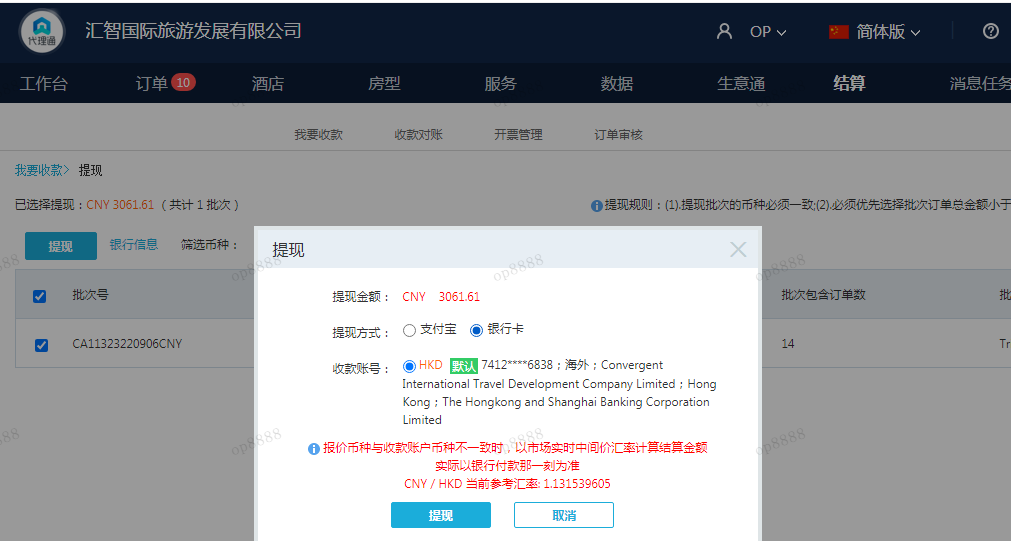 代理通
汇智国际旅游发展有限公司
OP
简体版
工作台
订单 10
酒店
房型
服务
数据
生意通
结算
消息任务
我要收款
收款对账
开票管理
订单审核
我要收款> 提现
已选择提现：CNY 3061.61 （ 共计 1 批次 ）
提现规则：(1).提现批次的币种必须一致;(2).必须优先选择批次订单总金额小于
提现
银行信息
筛选币种：
批次号
批次包含订单数
批
CA11323220906CNY
14
Tr
提现
提现金额： CNY 3061.61
提现方式： 支付宝 银行卡
收款账号： HKD 默认 7412****6838；海外；Convergent
International Travel Development Company Limited；Hong
Kong；The Hongkong and Shanghai Banking Corporation
Limited
报价币种与收款账户币种不一致时，以市场实时中间价汇率计算结算金额
实际以银行付款那一刻为准
CNY / HKD 当前参考汇率: 1.131539605
提现
取消
op8888
op8888
op8888
op8888
op8888
op8888